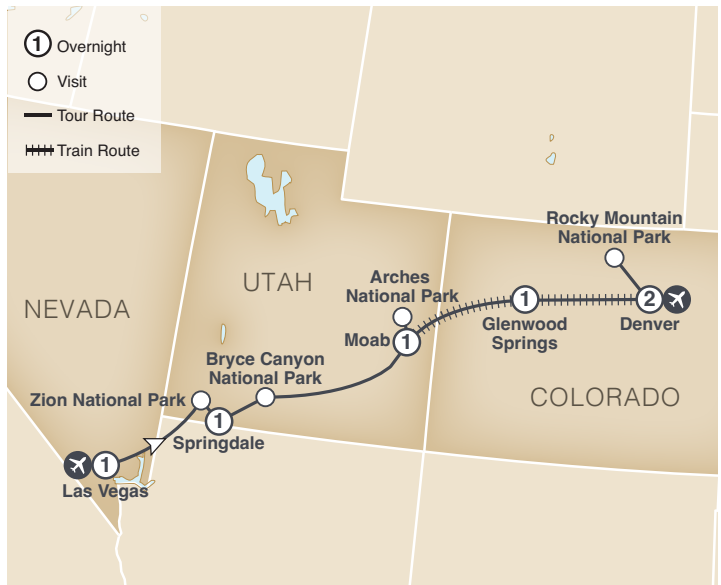 1 Overnight
Visit
Tour Route
Train Route
Rocky Mountain
National Park
UTAH
Arches
National Park
NEVADA
1
2
Glenwood
Springs
Denver
Moab
1
Bryce Canyon
National Park
Zion National Park
COLORADO
1
Springdale
1
Las Vegas